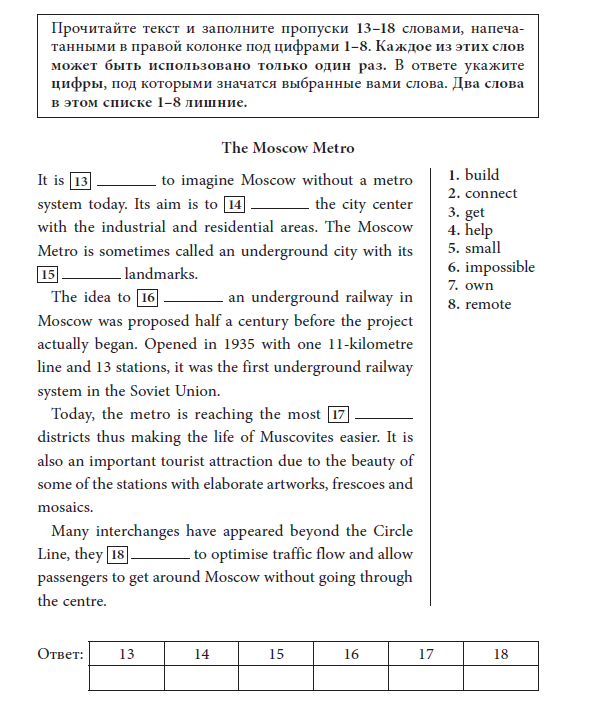 Прочитайте текст и заполните пропуски 13–18 словами, напеча-
танными в правой колонке под цифрами 1–8. Каждое из этих слов
может быть использовано только один раз. В ответе укажите
цифры, под которыми значатся выбранные вами слова. Два слова
в этом списке 1–8 лишние.
The Moscow Metro
It is 13 ________ to imagine Moscow without a metro
system today. Its aim is to 14 ________ the city center
with the industrial and residential areas. The Moscow
Metro is sometimes called an underground city with its
15 ________ landmarks.
The idea to 16 ________ an underground railway in
Moscow was proposed half a century before the project
actually began. Opened in 1935 with one 11-kilometre
line and 13 stations, it was the first underground railway
system in the Soviet Union.
Today, the metro is reaching the most 17 ________
districts thus making the life of Muscovites easier. It is
also an important tourist attraction due to the beauty of
some of the stations with elaborate artworks, frescoes and
mosaics.
Many interchanges have appeared beyond the Circle
Line, they 18 ________ to optimise traffic flow and allow
passengers to get around Moscow without going through
the centre.
1. build
2. connect
3. get
4. help
5. small
6. impossible
7. own
8. remote
Ответ: 13 14 15 16 17 18